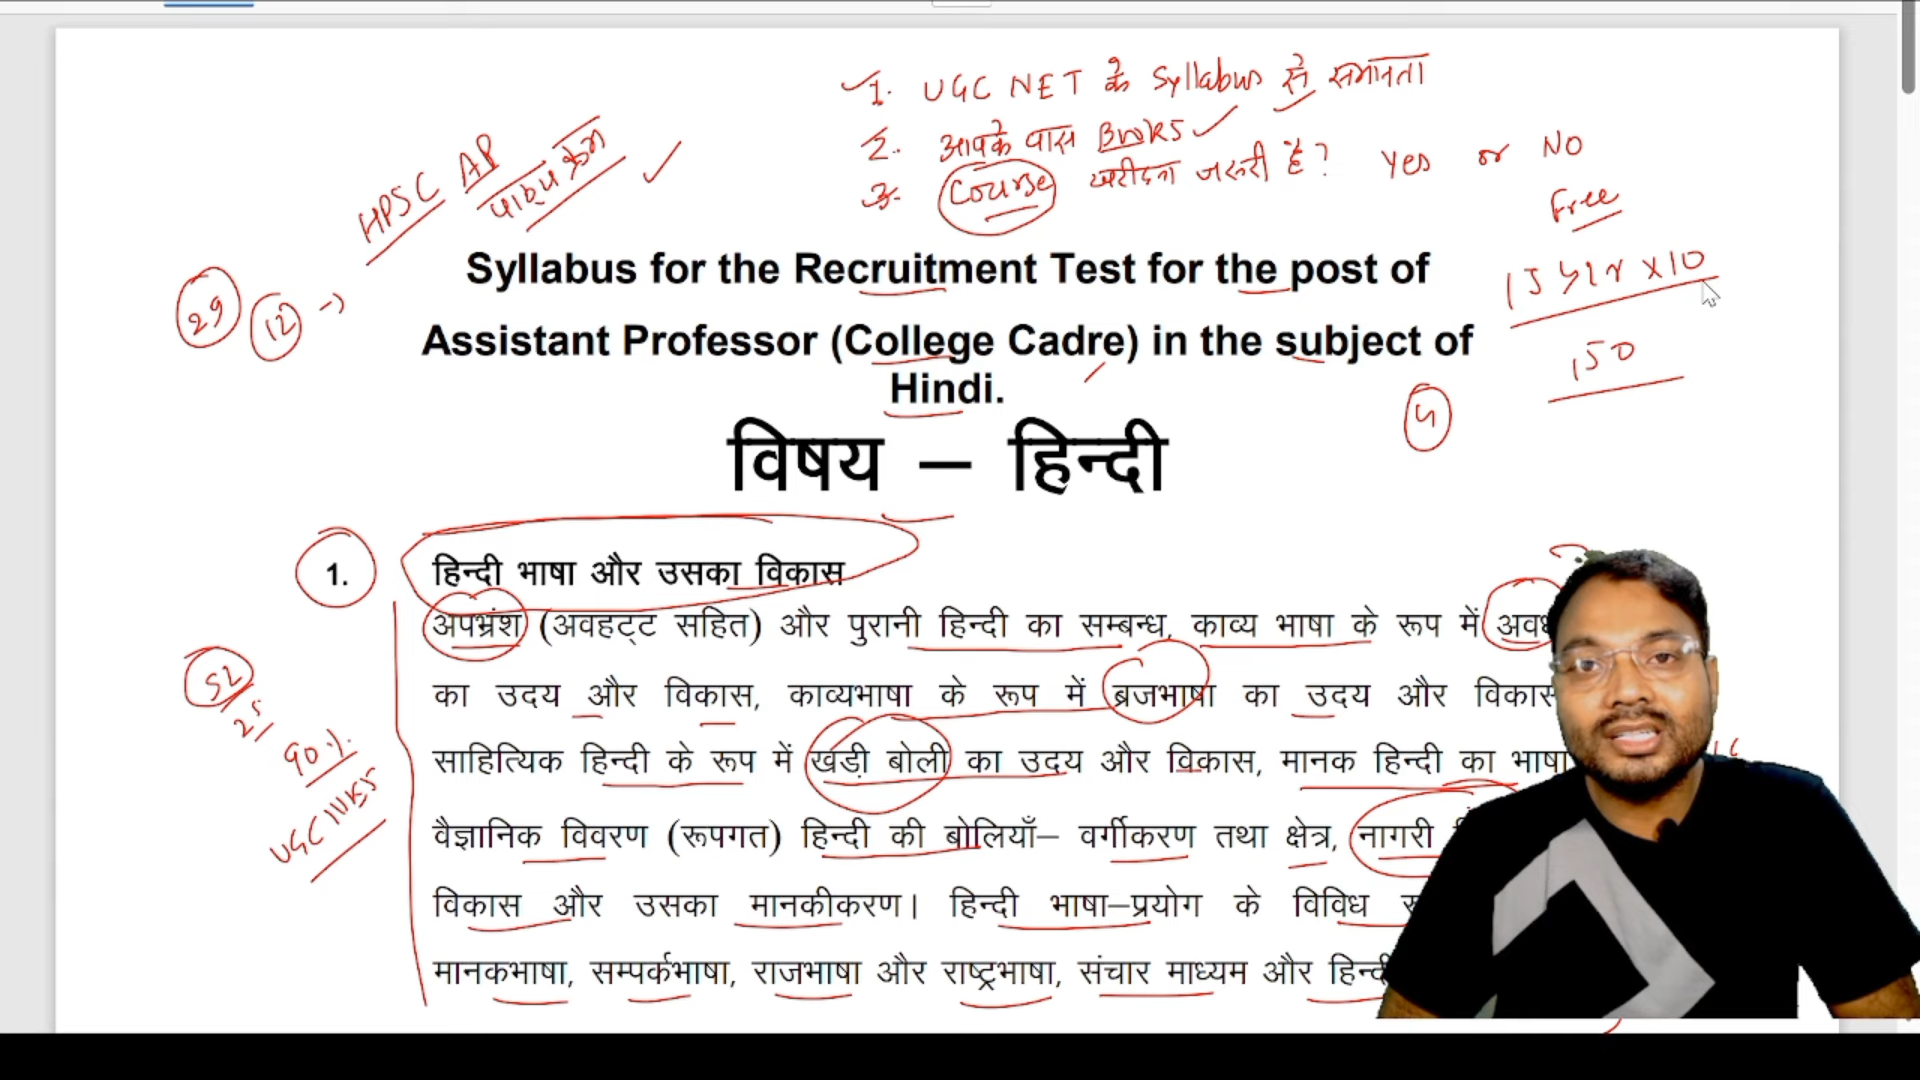 1. UGC NET के Syllabus से समानता
2. आपके पास Books
3. Course खरीदना जरूरी है? Yes or No
Free
HPSC AP
पाठ्यक्रम
29 12
Syllabus for the Recruitment Test for the post of
Assistant Professor (College Cadre) in the subject of
Hindi.
x10
150
विषय – हिन्दी
1. हिन्दी भाषा और उसका विकास
अपभ्रंश (अवहट्ट सहित) और पुरानी हिन्दी का सम्बन्ध, काव्य भाषा के रूप में अव
का उदय और विकास, काव्यभाषा के रूप में ब्रजभाषा का उदय और विकास
साहित्यिक हिन्दी के रूप में खड़ी बोली का उदय और विकास, मानक हिन्दी का भाषा
वैज्ञानिक विवरण (रूपगत) हिन्दी की बोलियाँ– वर्गीकरण तथा क्षेत्र, नागरी
विकास और उसका मानकीकरण। हिन्दी भाषा–प्रयोग के विविध
मानकभाषा, सम्पर्कभाषा, राजभाषा और राष्ट्रभाषा, संचार माध्यम और हिन्दी
52
90%
UGC